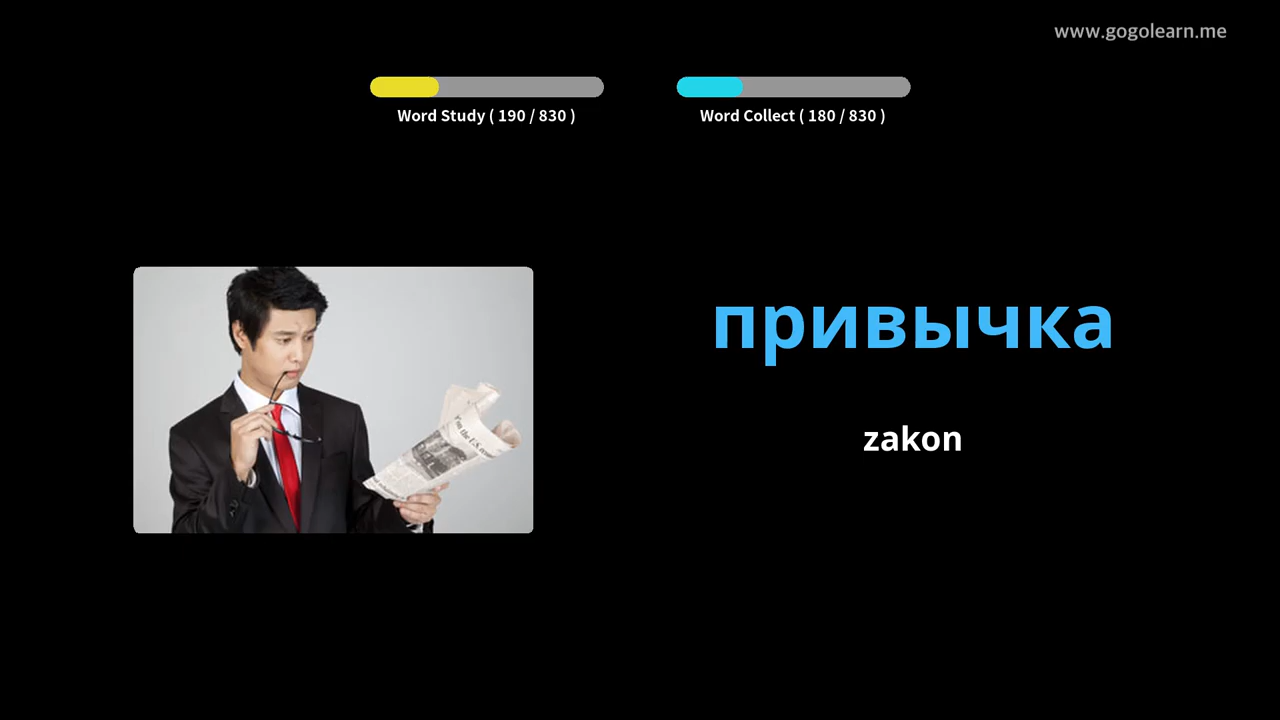 www.gogolearn.me
Word Study ( 190 / 830 )
Word Collect ( 180 / 830 )
привычка
zakon